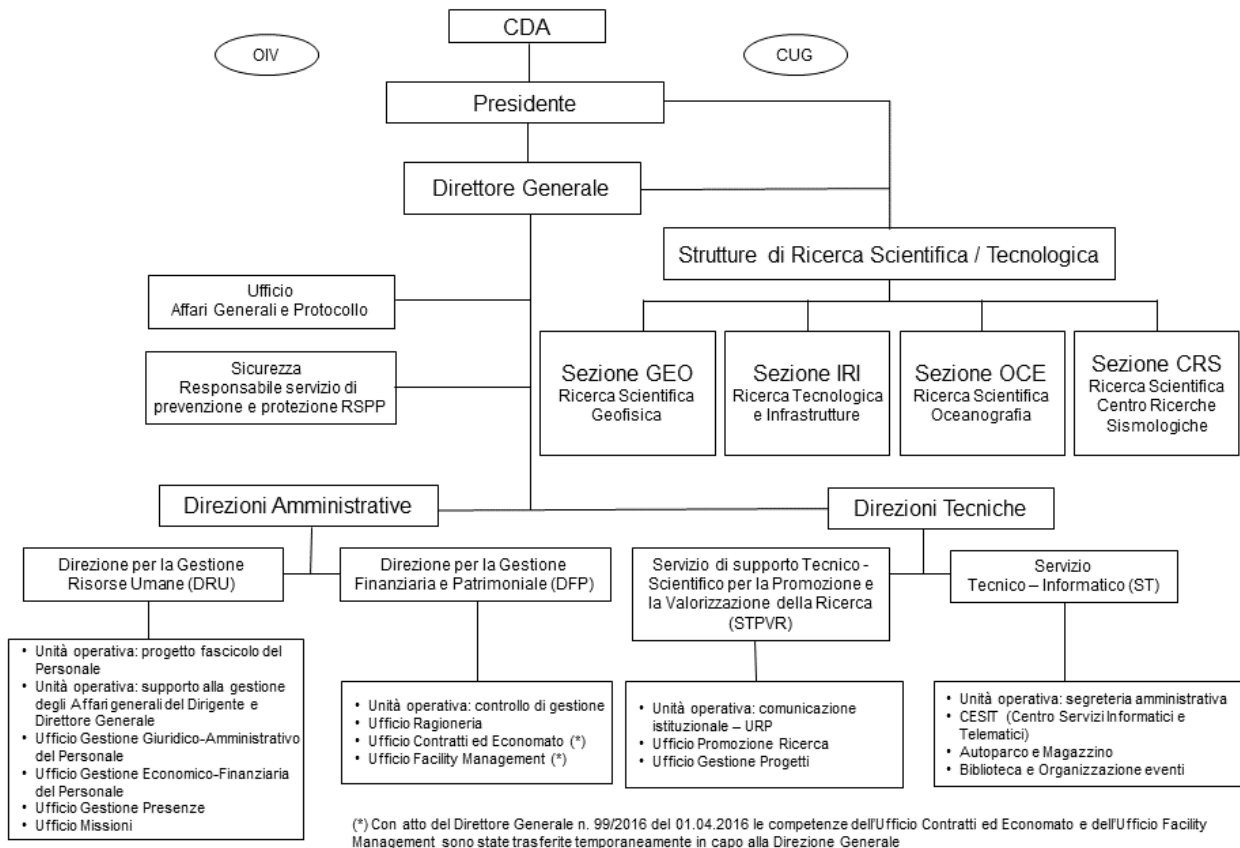 CDA
OIV
CUG
Presidente
Direttore Generale
Strutture di Ricerca Scientifica / Tecnologica
Ufficio
Affari Generali e Protocollo
Sicurezza
Responsabile servizio di
prevenzione e protezione RSPP
Sezione GEO
Ricerca Scientifica
Geofisica
Sezione IRI
Ricerca Tecnologica
e Infrastrutture
Sezione OCE
Ricerca Scientifica
Oceanografia
Sezione CRS
Ricerca Scientifica
Centro Ricerche
Sismologiche
Direzioni Amministrative
Direzioni Tecniche
Direzione per la Gestione
Risorse Umane (DRU)
Direzione per la Gestione
Finanziaria e Patrimoniale (DFP)
Servizio di supporto Tecnico -
Scientifico per la Promozione e
la Valorizzazione della Ricerca
(STPVR)
Servizio
Tecnico – Informatico (ST)
• Unità operativa: progetto fascicolo del
Personale
• Unità operativa: supporto alla gestione
degli Affari generali del Dirigente e
Direttore Generale
• Ufficio Gestione Giuridico-Amministrativo
del Personale
• Ufficio Gestione Economico-Finanziaria
del Personale
• Ufficio Gestione Presenze
• Ufficio Missioni
• Unità operativa: controllo di gestione
• Ufficio Ragioneria
• Ufficio Contratti ed Economato (*)
• Ufficio Facility Management (*)
• Unità operativa: comunicazione
istituzionale – URP
• Ufficio Promozione Ricerca
• Ufficio Gestione Progetti
• Unità operativa: segreteria amministrativa
• CESIT (Centro Servizi Informatici e
Telematici)
• Autoparco e Magazzino
• Biblioteca e Organizzazione eventi
(*) Con atto del Direttore Generale n. 99/2016 del 01.04.2016 le competenze dell'Ufficio Contratti ed Economato e dell'Ufficio Facility
Management sono state trasferite temporaneamente in capo alla Direzione Generale